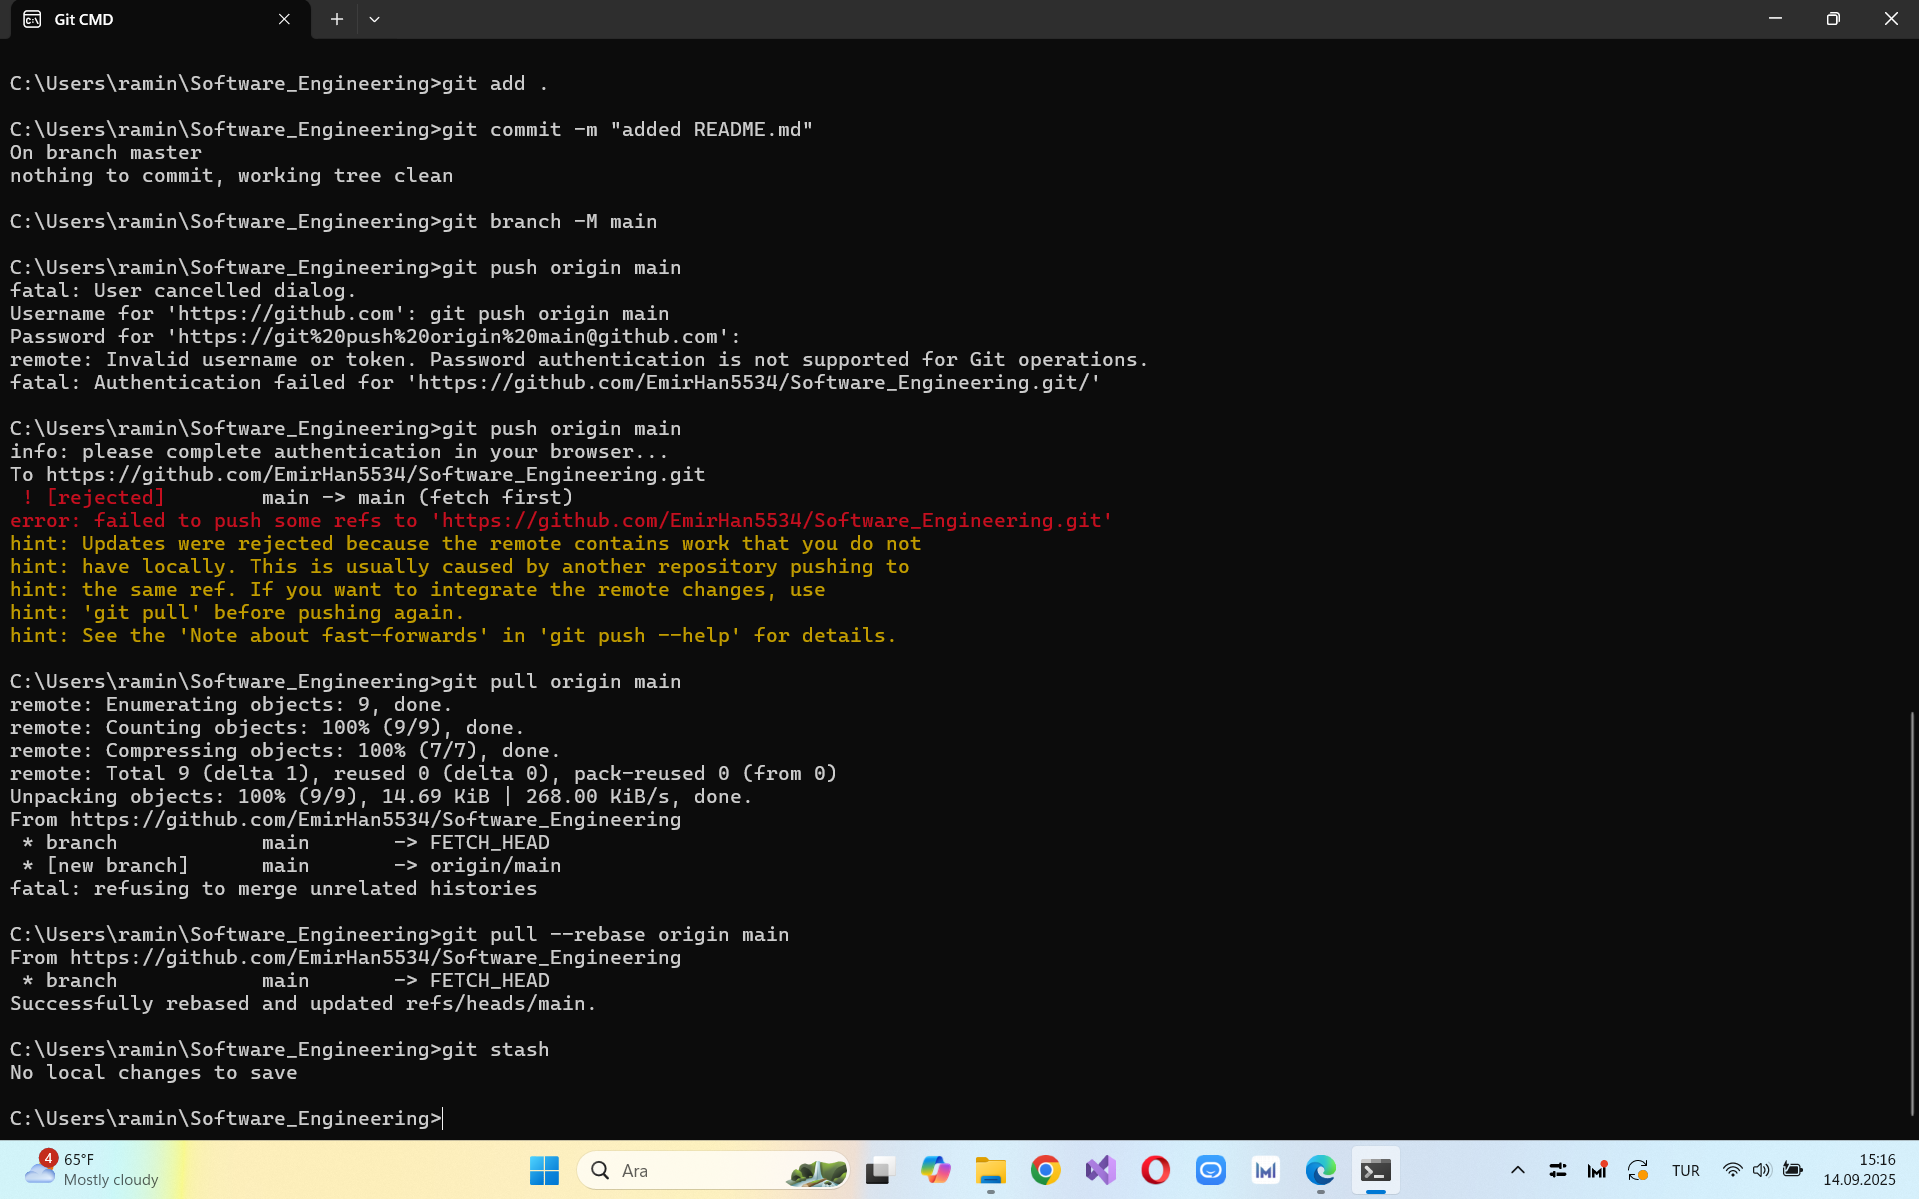 Git CMD
C:\Users\ramin\Software_Engineering>git add .
C:\Users\ramin\Software_Engineering>git commit -m "added README.md"
On branch master
nothing to commit, working tree clean
C:\Users\ramin\Software_Engineering>git branch -M main
C:\Users\ramin\Software_Engineering>git push origin main
fatal: User cancelled dialog.
Username for 'https://github.com': git push origin main
Password for 'https://git%20push%20origin%20main@github.com':
remote: Invalid username or token. Password authentication is not supported for Git operations.
fatal: Authentication failed for 'https://github.com/EmirHan5534/Software_Engineering.git/'
C:\Users\ramin\Software_Engineering>git push origin main
info: please complete authentication in your browser...
To https://github.com/EmirHan5534/Software_Engineering.git
 ! [rejected]        main -> main (fetch first)
error: failed to push some refs to 'https://github.com/EmirHan5534/Software_Engineering.git'
hint: Updates were rejected because the remote contains work that you do not
hint: have locally. This is usually caused by another repository pushing to
hint: the same ref. If you want to integrate the remote changes, use
hint: 'git pull' before pushing again.
hint: See the 'Note about fast-forwards' in 'git push --help' for details.
C:\Users\ramin\Software_Engineering>git pull origin main
remote: Enumerating objects: 9, done.
remote: Counting objects: 100% (9/9), done.
remote: Compressing objects: 100% (7/7), done.
remote: Total 9 (delta 1), reused 0 (delta 0), pack-reused 0 (from 0)
Unpacking objects: 100% (9/9), 14.69 KiB | 268.00 KiB/s, done.
From https://github.com/EmirHan5534/Software_Engineering
 * branch            main       -> FETCH_HEAD
 * [new branch]      main       -> origin/main
fatal: refusing to merge unrelated histories
C:\Users\ramin\Software_Engineering>git pull --rebase origin main
From https://github.com/EmirHan5534/Software_Engineering
 * branch            main       -> FETCH_HEAD
Successfully rebased and updated refs/heads/main.
C:\Users\ramin\Software_Engineering>git stash
No local changes to save
C:\Users\ramin\Software_Engineering>
4
65°F
Mostly cloudy
Ara
TUR
15:16
14.09.2025